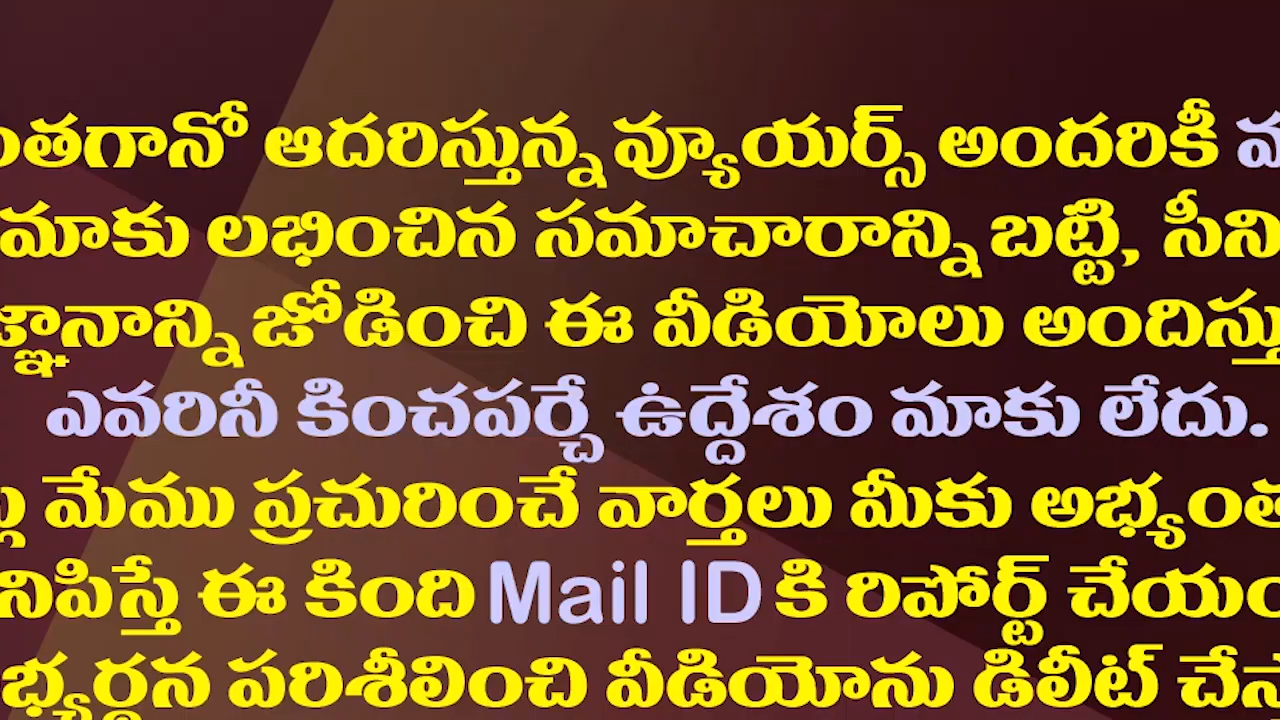 ంతగానో ఆదరిస్తున్న వ్యూయర్స్ అందరికీ
మాకు లభించిన సమాచారాన్ని బట్టి, సీని
జ్ఞానాన్ని జోడించి ఈ వీడియోలు అందిస్తు
ఎవరినీ కించపర్చే ఉద్దేశం మాకు లేదు.
మేము ప్రచురించే వార్తలు మీకు అభ్యంత
నిపిస్తే ఈ కింది Mail ID కి రిపోర్ట్ చేయం
భ్యర్థన పరిశీలించి వీడియోను డిలీట్ చేస